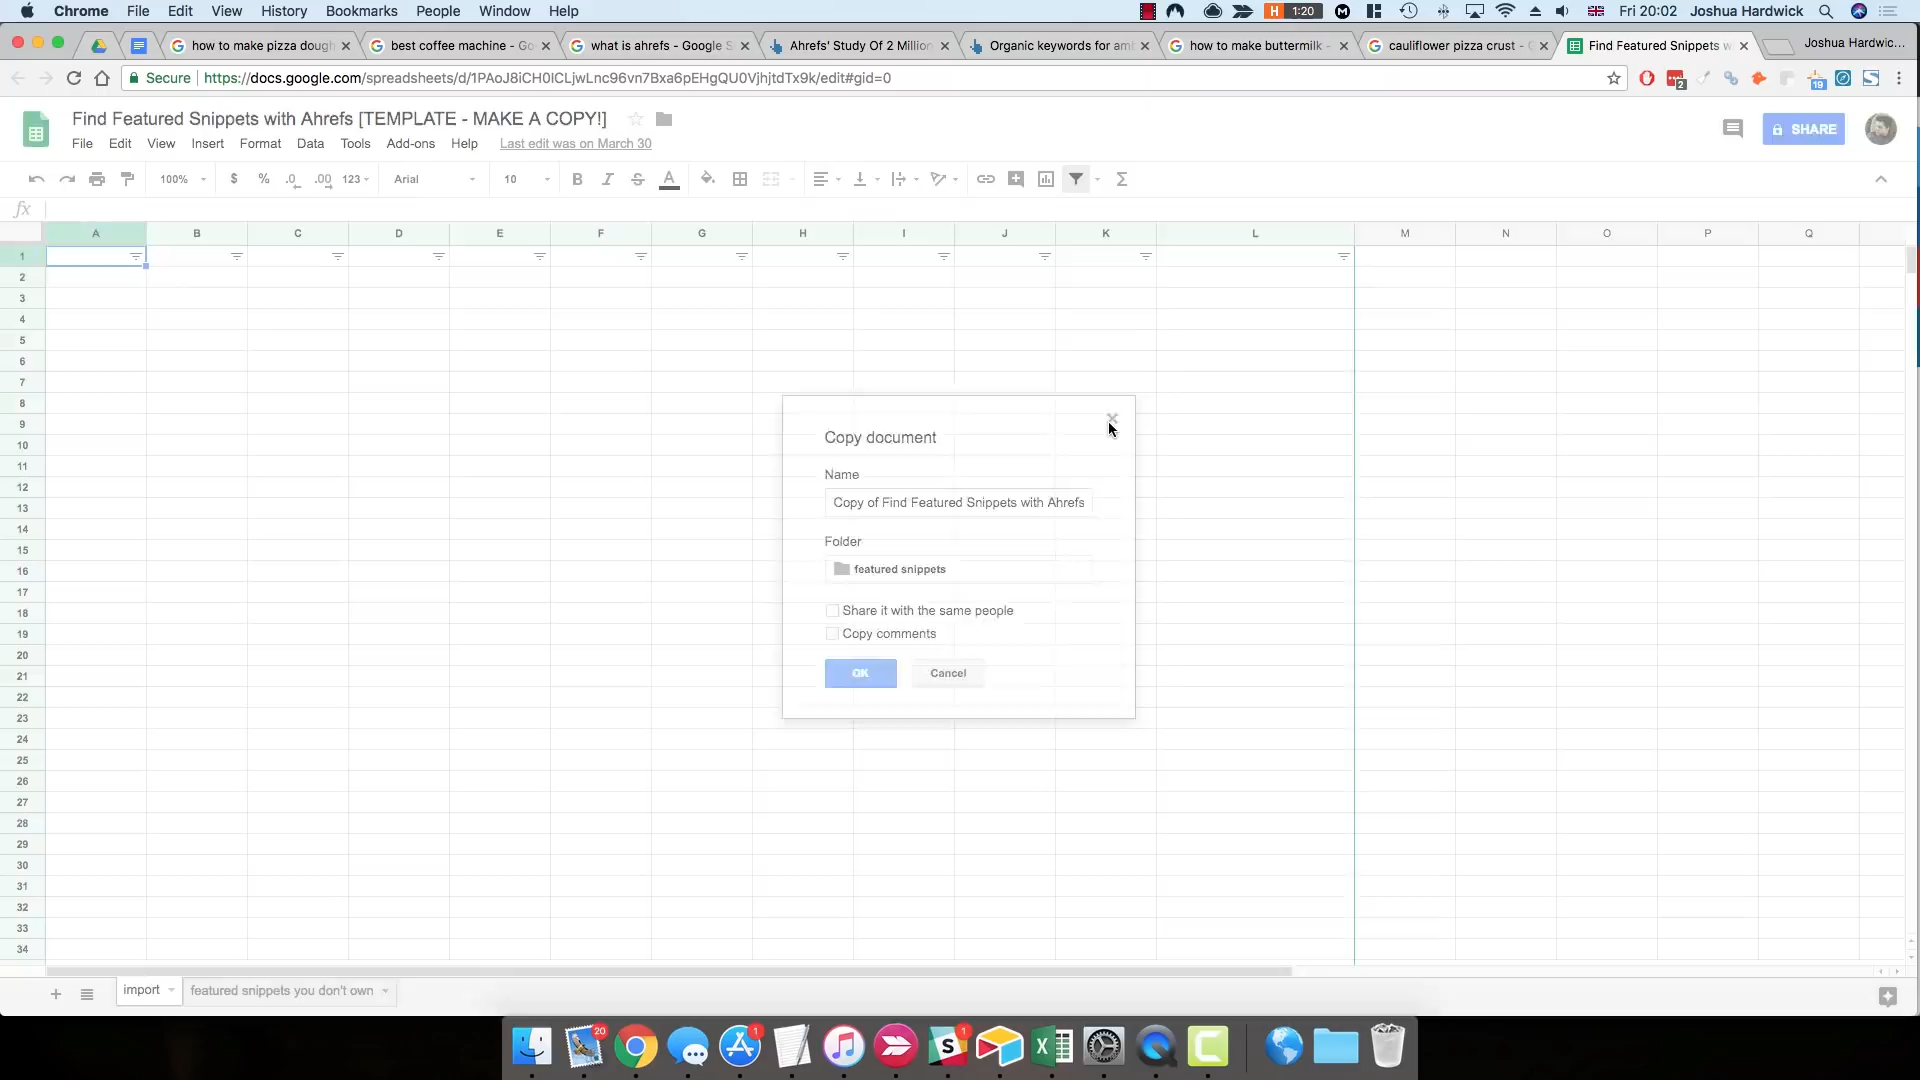 Chrome File Edit View History Bookmarks People Window Help 1:20 Fri 20:02 Joshua Hardwick
how to make pizza dough best coffee machine - Go what is ahrefs - Google S Ahrefs' Study Of 2 Million Organic keywords for am how to make buttermilk - cauliflower pizza crust - G Find Featured Snippets w Joshua Hardwic...
Secure https://docs.google.com/spreadsheets/d/1PAoJ8iCH0lCLjwLnc96vn7Bxa6pEHgQU0VjhjtdTx9k/edit#gid=0
Find Featured Snippets with Ahrefs [TEMPLATE - MAKE A COPY!]
File Edit View Insert Format Data Tools Add-ons Help Last edit was on March 30
SHARE
100% $ % .0 .00 123 Arial 10 B I S A Σ
fx
A B C D E F G H I J K L M N O P Q
1
2
3
4
5
6
7
8
9
10
11
12
13
14
15
16
17
18
19
20
21
22
23
24
25
26
27
28
29
30
31
32
33
34
Copy document
Name
Copy of Find Featured Snippets with Ahrefs
Folder
featured snippets
Share it with the same people
Copy comments
OK Cancel
import featured snippets you don't own
20 1 1